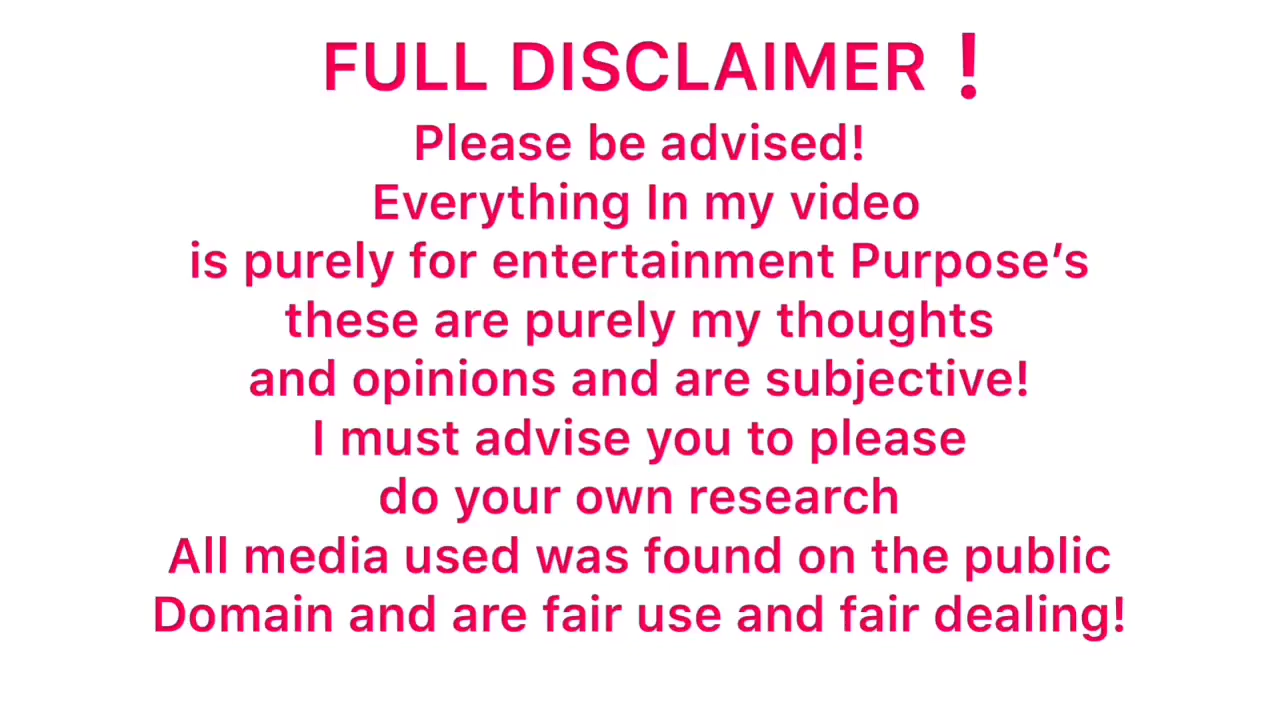 FULL DISCLAIMER❗
Please be advised!
Everything In my video
is purely for entertainment Purpose’s
these are purely my thoughts
and opinions and are subjective!
I must advise you to please
do your own research
All media used was found on the public
Domain and are fair use and fair dealing!